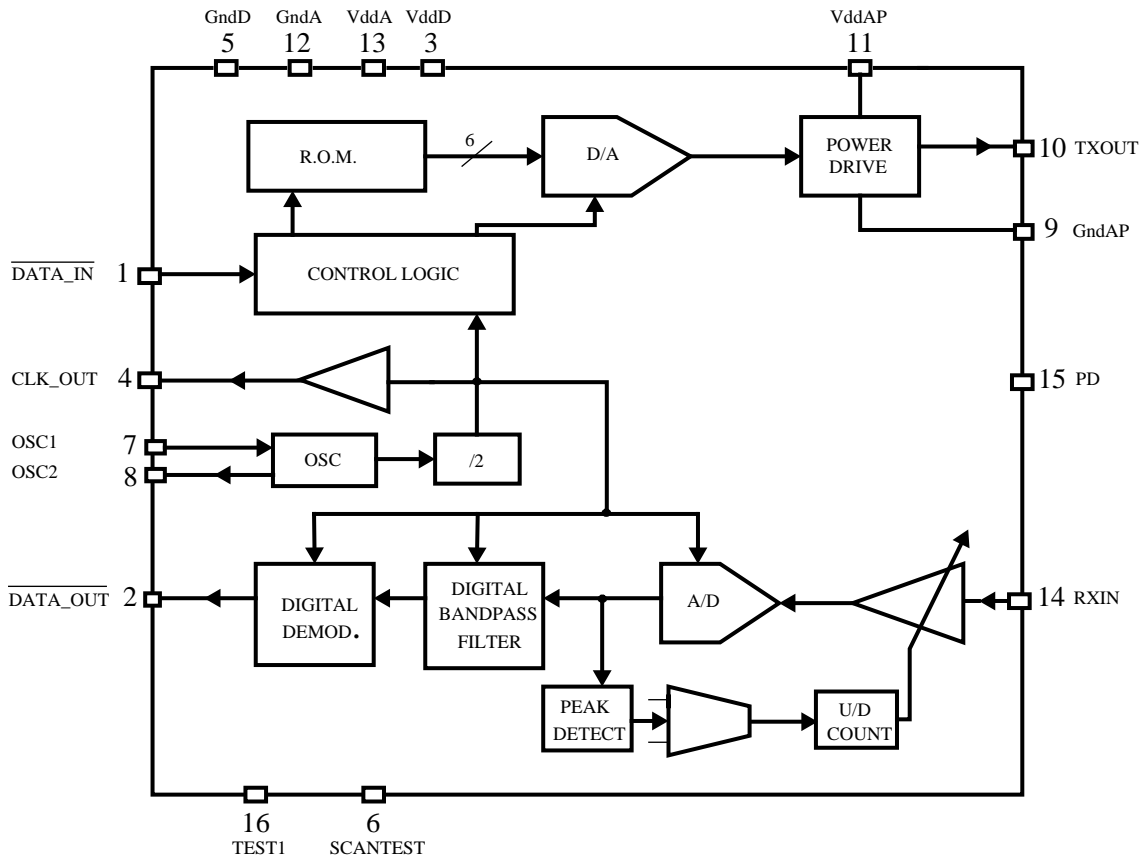 GndD GndA VddA VddD VddAP
5 12 13 3 11
R.O.M.
6
D/A
POWER
DRIVE
10 TXOUT
9 GndAP
DATA_IN 1
CONTROL LOGIC
CLK_OUT 4
15 PD
OSC1 7
OSC2 8
OSC
/2
DATA_OUT 2
DIGITAL
DEMOD.
DIGITAL
BANDPASS
FILTER
A/D
14 RXIN
PEAK
DETECT
U/D
COUNT
16 6
TEST1 SCANTEST